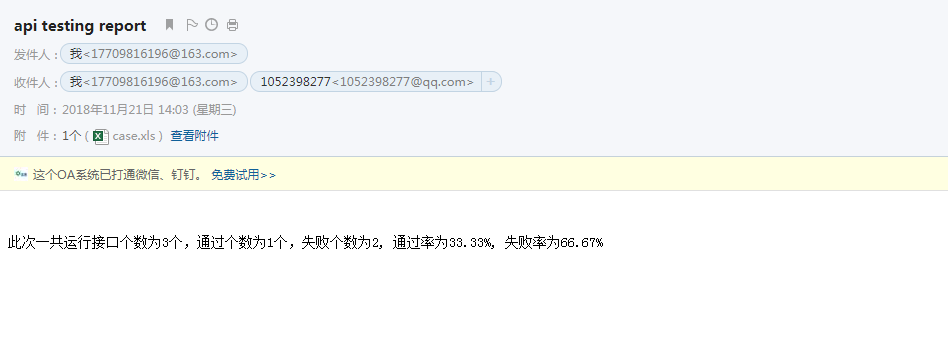 api testing report
发件人：我<17709816196@163.com>
收件人：我<17709816196@163.com> 1052398277<1052398277@qq.com> +
时 间：2018年11月21日 14:03 (星期三)
附 件：1个 ( case.xls ) 查看附件
这个OA系统已打通微信、钉钉。 免费试用>>
此次一共运行接口个数为3个，通过个数为1个，失败个数为2, 通过率为33.33%, 失败率为66.67%